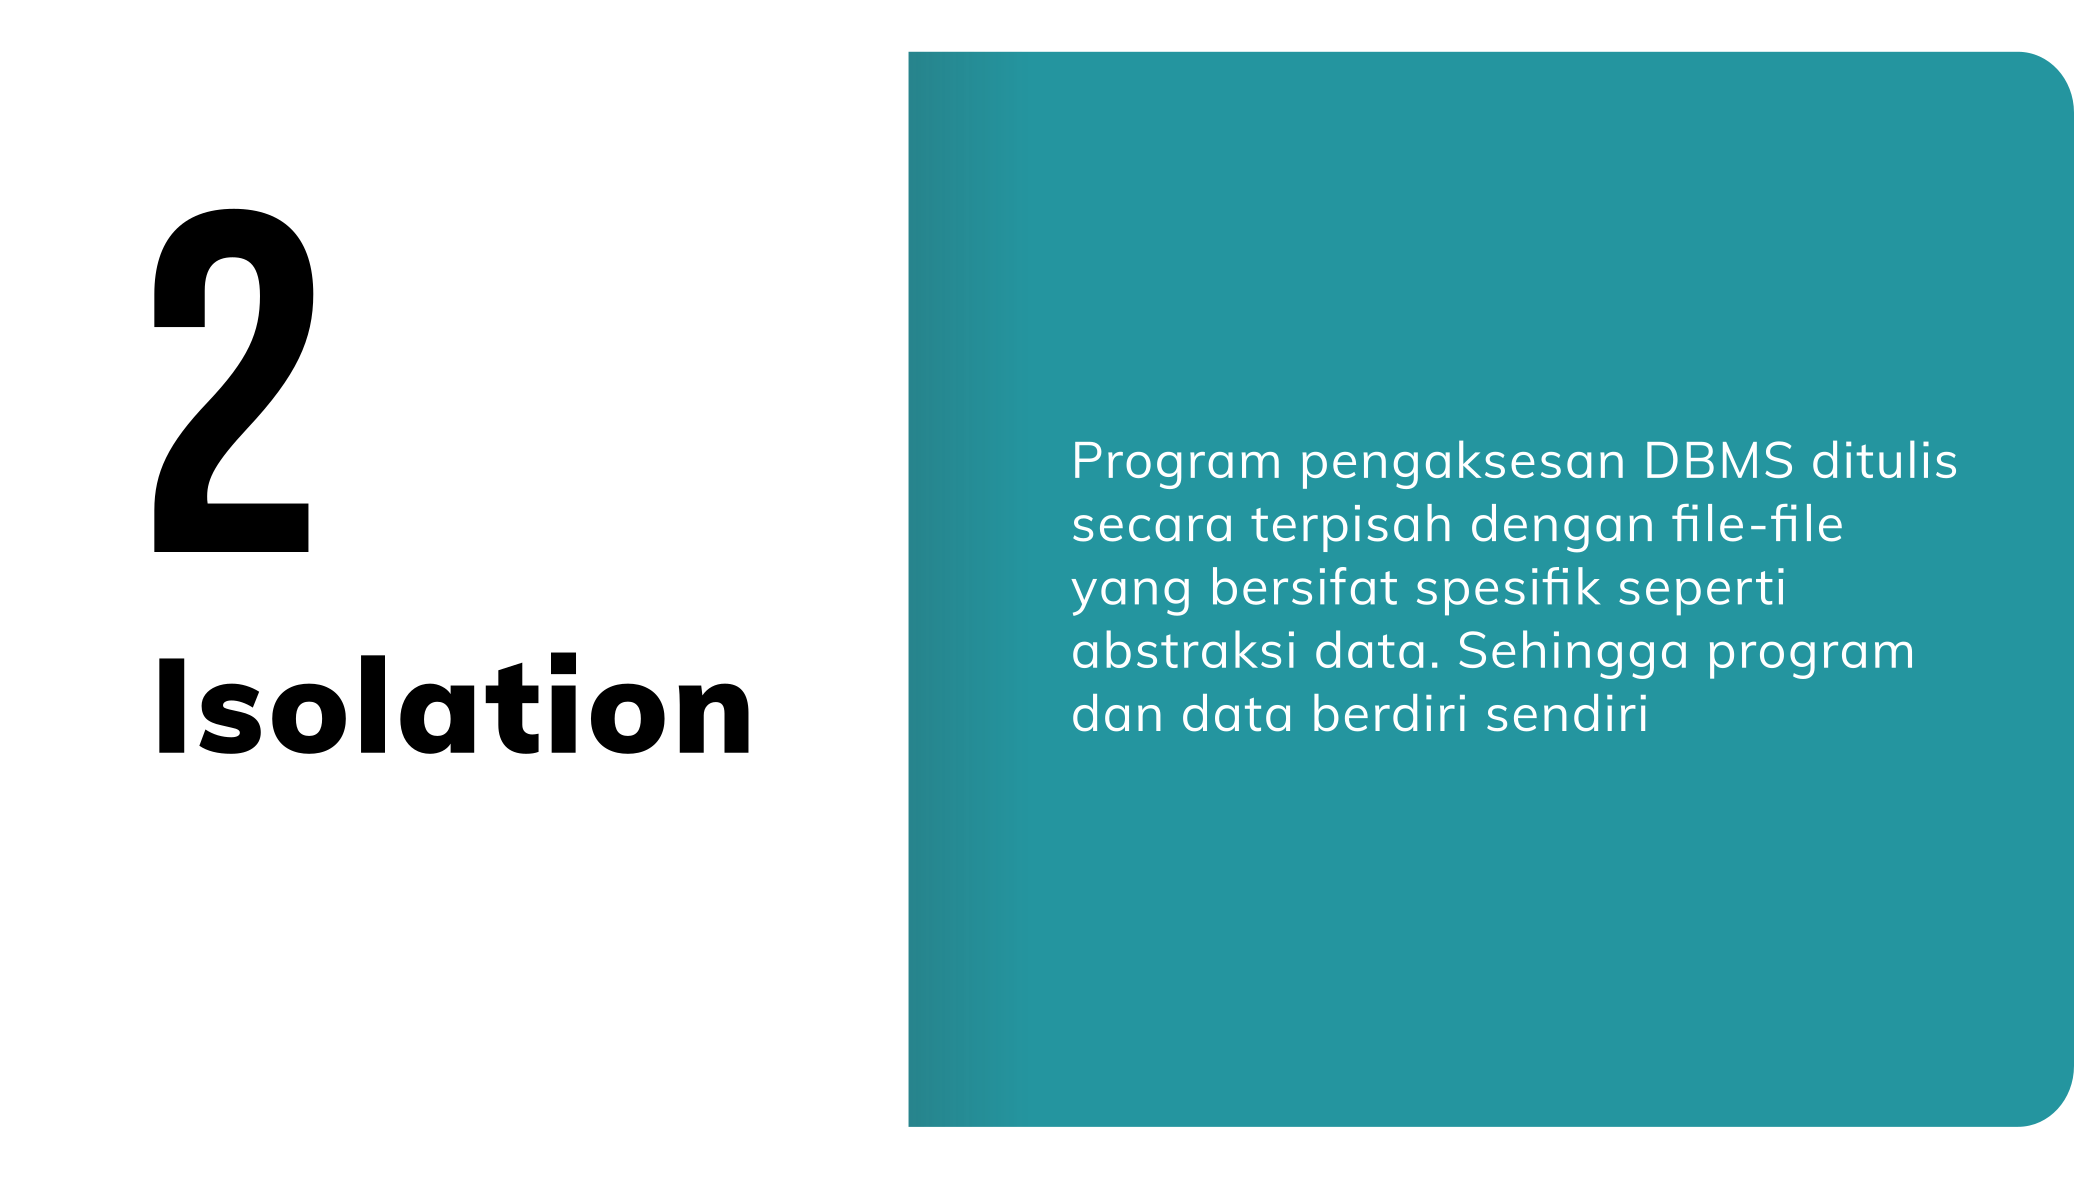 2
Isolation
Program pengaksesan DBMS ditulis
secara terpisah dengan file-file
yang bersifat spesifik seperti
abstraksi data. Sehingga program
dan data berdiri sendiri